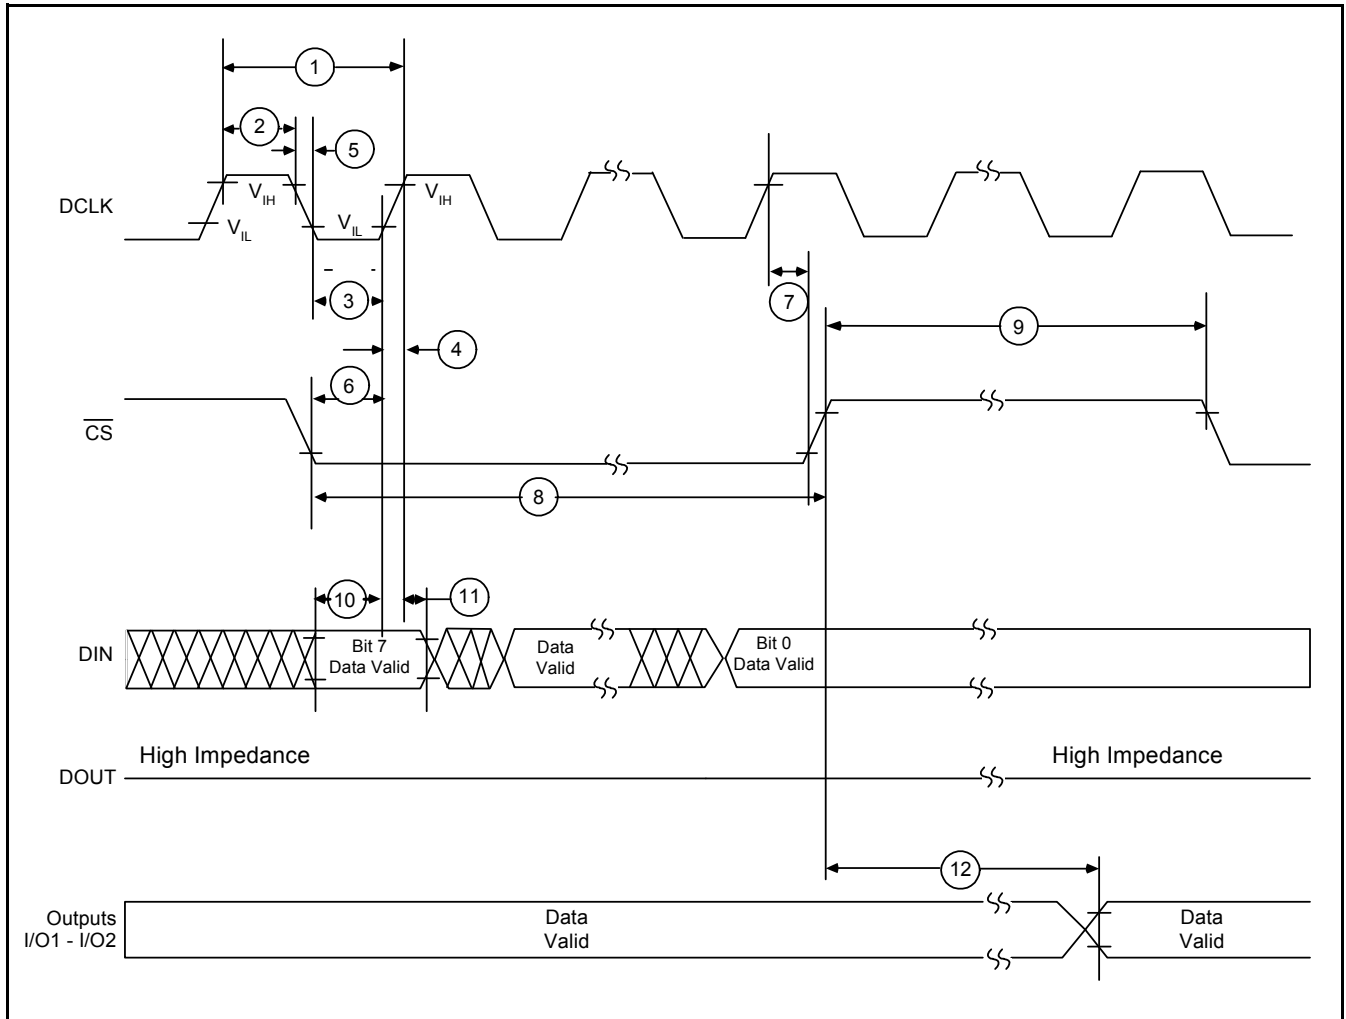 1
2
5
DCLK
V_IH
V_IL
V_IL
V_IH
3
7
4
9
6
CS
8
10
11
DIN
Bit 7
Data Valid
Data
Valid
Bit 0
Data Valid
High Impedance
High Impedance
DOUT
12
Outputs
I/O1 - I/O2
Data
Valid
Data
Valid